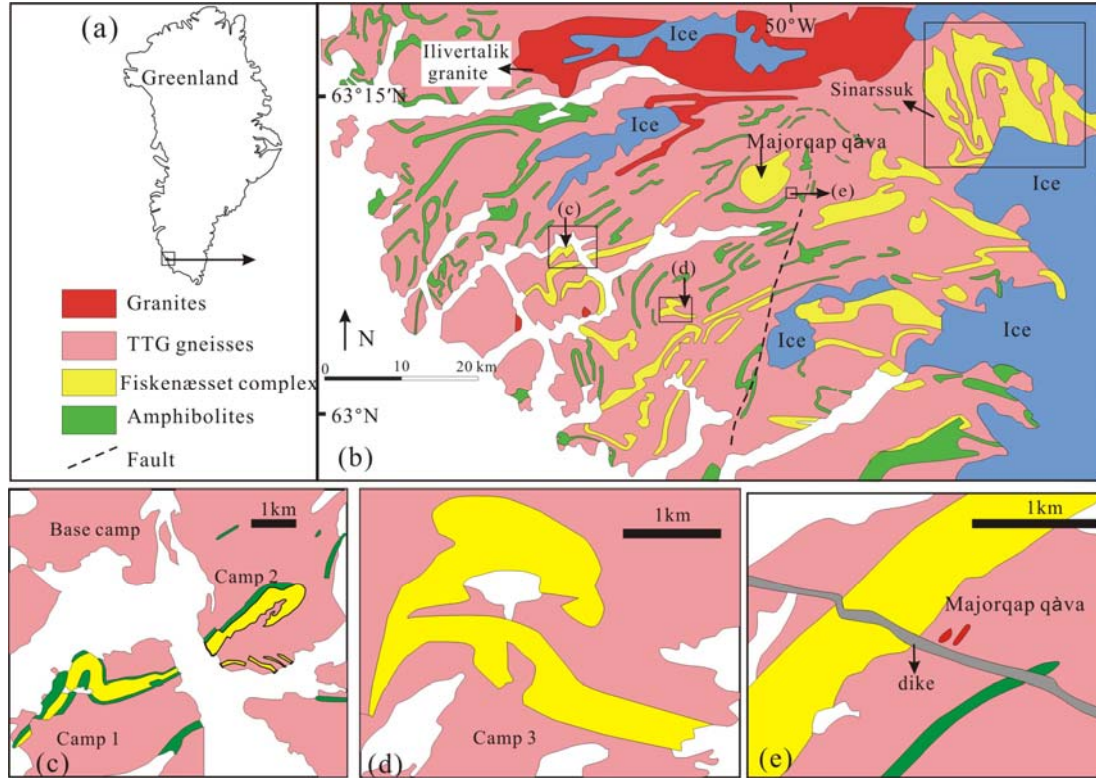 (a)
Greenland
Granites
TTG gneisses
Fiskenæsset complex
Amphibolites
Fault
50°W
Ice
Ilivertalik
granite
63°15′N
Sinarssuk
Ice
Majorqap qàva
Ice
(e)
(c)
(d)
N
Ice
Ice
0 10 20 km
63°N
(b)
1km
Base camp
Camp 2
Camp 1
(c)
1km
Camp 3
(d)
1km
Majorqap qàva
dike
(e)